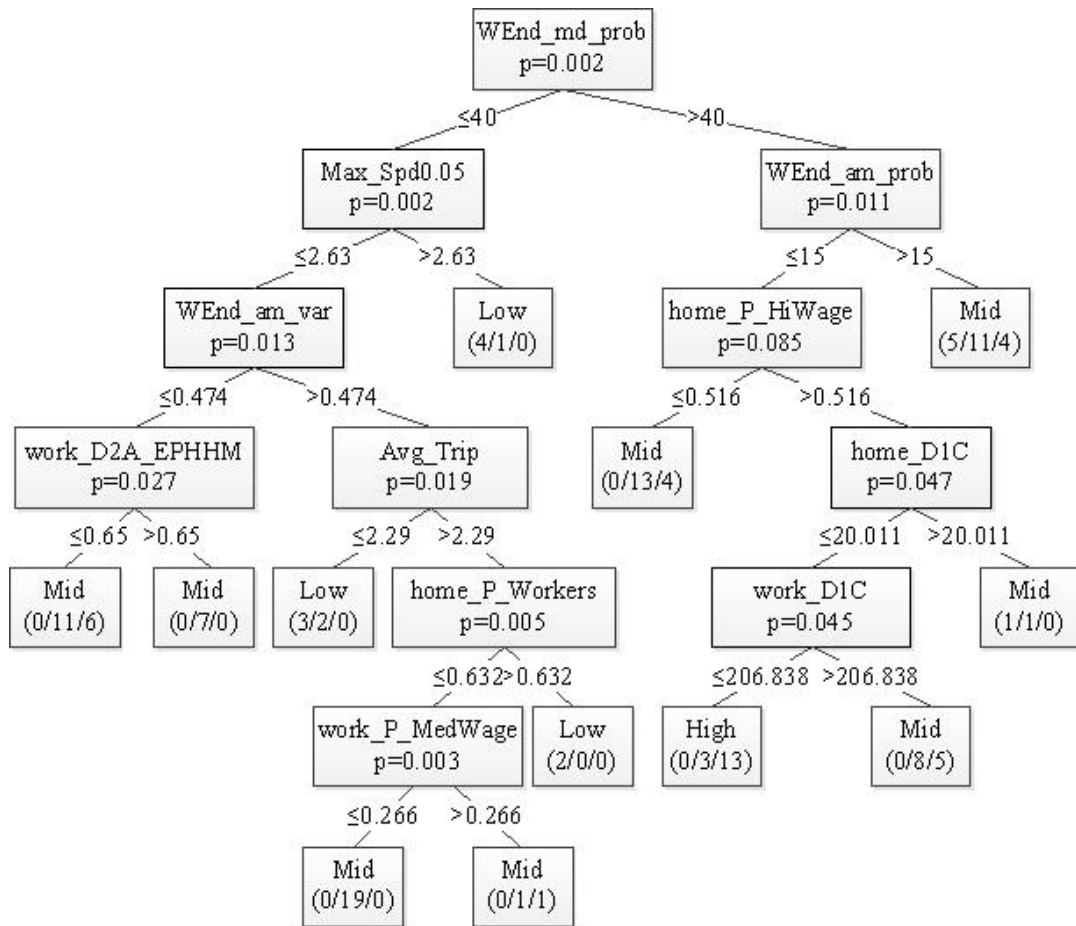 WEnd_md_prob
p=0.002
≤40
>40
Max_Spd0.05
p=0.002
WEnd_am_prob
p=0.011
≤2.63
>2.63
≤15
>15
WEnd_am_var
p=0.013
Low
(4/1/0)
home_P_HiWage
p=0.085
Mid
(5/11/4)
≤0.474
>0.474
≤0.516
>0.516
work_D2A_EPHHM
p=0.027
Avg_Trip
p=0.019
Mid
(0/13/4)
home_D1C
p=0.047
≤0.65
>0.65
≤2.29
>2.29
≤20.011
>20.011
Mid
(0/11/6)
Mid
(0/7/0)
Low
(3/2/0)
home_P_Workers
p=0.005
work_D1C
p=0.045
Mid
(1/1/0)
≤0.632
>0.632
≤206.838
>206.838
work_P_MedWage
p=0.003
Low
(2/0/0)
High
(0/3/13)
Mid
(0/8/5)
≤0.266
>0.266
Mid
(0/19/0)
Mid
(0/1/1)